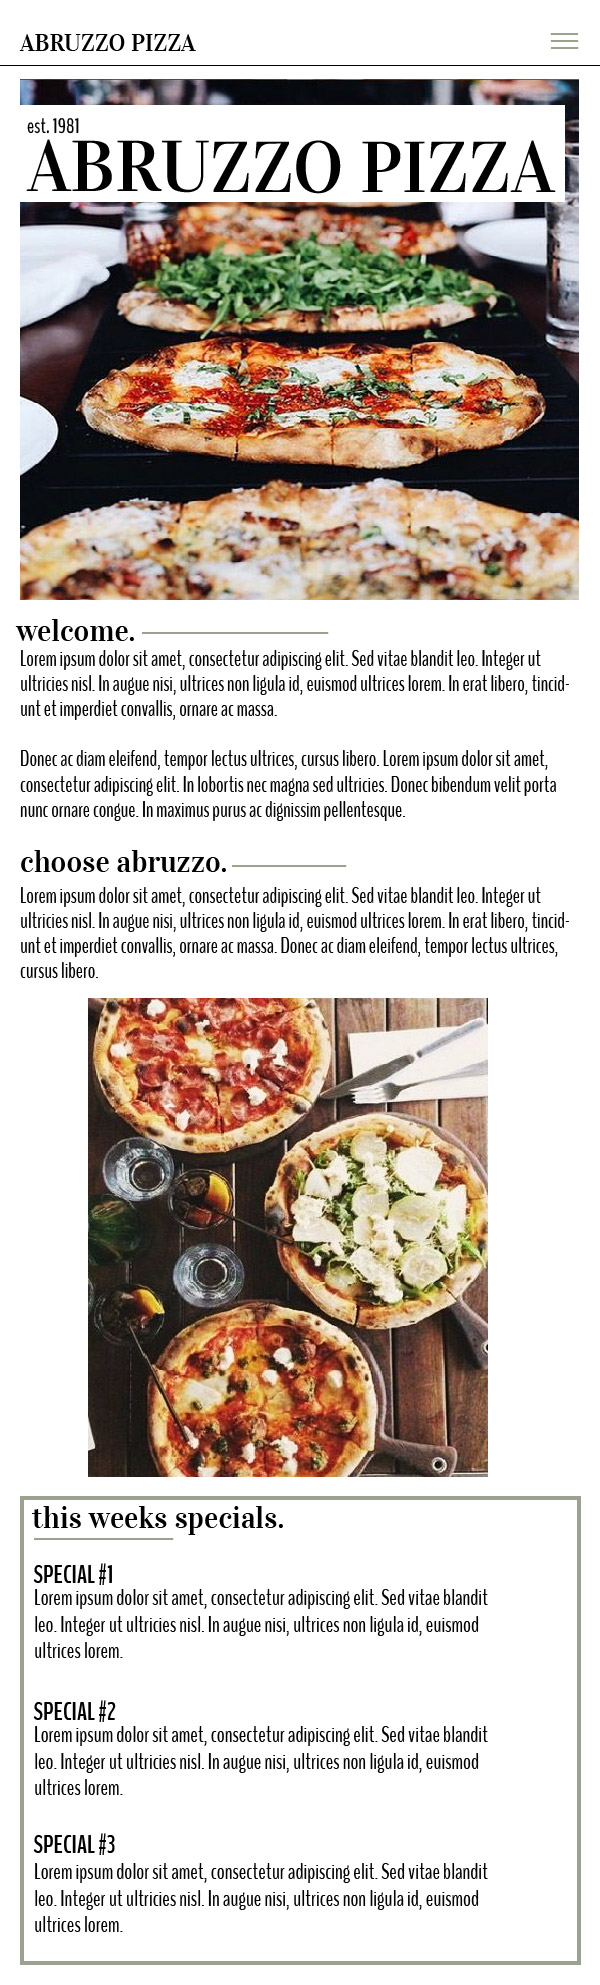 ABRUZZO PIZZA
est. 1981
ABRUZZO PIZZA
welcome.
Lorem ipsum dolor sit amet, consectetur adipiscing elit. Sed vitae blandit leo. Integer ut
ultricies nisl. In augue nisi, ultrices non ligula id, euismod ultrices lorem. In erat libero, tincid-
unt et imperdiet convallis, ornare ac massa.
Donec ac diam eleifend, tempor lectus ultrices, cursus libero. Lorem ipsum dolor sit amet,
consectetur adipiscing elit. In lobortis nec magna sed ultricies. Donec bibendum velit porta
nunc ornare congue. In maximus purus ac dignissim pellentesque.
choose abruzzo.
Lorem ipsum dolor sit amet, consectetur adipiscing elit. Sed vitae blandit leo. Integer ut
ultricies nisl. In augue nisi, ultrices non ligula id, euismod ultrices lorem. In erat libero, tincid-
unt et imperdiet convallis, ornare ac massa. Donec ac diam eleifend, tempor lectus ultrices,
cursus libero.
this weeks specials.
SPECIAL #1
Lorem ipsum dolor sit amet, consectetur adipiscing elit. Sed vitae blandit
leo. Integer ut ultricies nisl. In augue nisi, ultrices non ligula id, euismod
ultrices lorem.
SPECIAL #2
Lorem ipsum dolor sit amet, consectetur adipiscing elit. Sed vitae blandit
leo. Integer ut ultricies nisl. In augue nisi, ultrices non ligula id, euismod
ultrices lorem.
SPECIAL #3
Lorem ipsum dolor sit amet, consectetur adipiscing elit. Sed vitae blandit
leo. Integer ut ultricies nisl. In augue nisi, ultrices non ligula id, euismod
ultrices lorem.